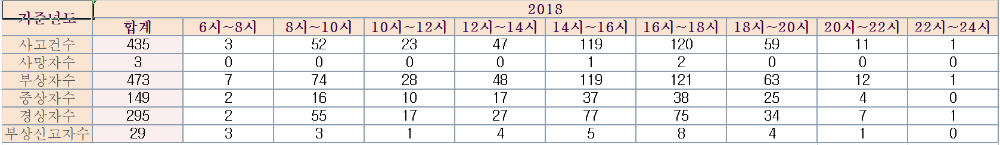 기준년도 2018
합계 6시~8시 8시~10시 10시~12시 12시~14시 14시~16시 16시~18시 18시~20시 20시~22시 22시~24시
사고건수 435 3 52 23 47 119 120 59 11 1
사망자수 3 0 0 0 0 1 2 0 0 0
부상자수 473 7 74 28 48 119 121 63 12 1
중상자수 149 2 16 10 17 37 38 25 4 0
경상자수 295 2 55 17 27 77 75 34 7 1
부상신고자수 29 3 3 1 4 5 8 4 1 0